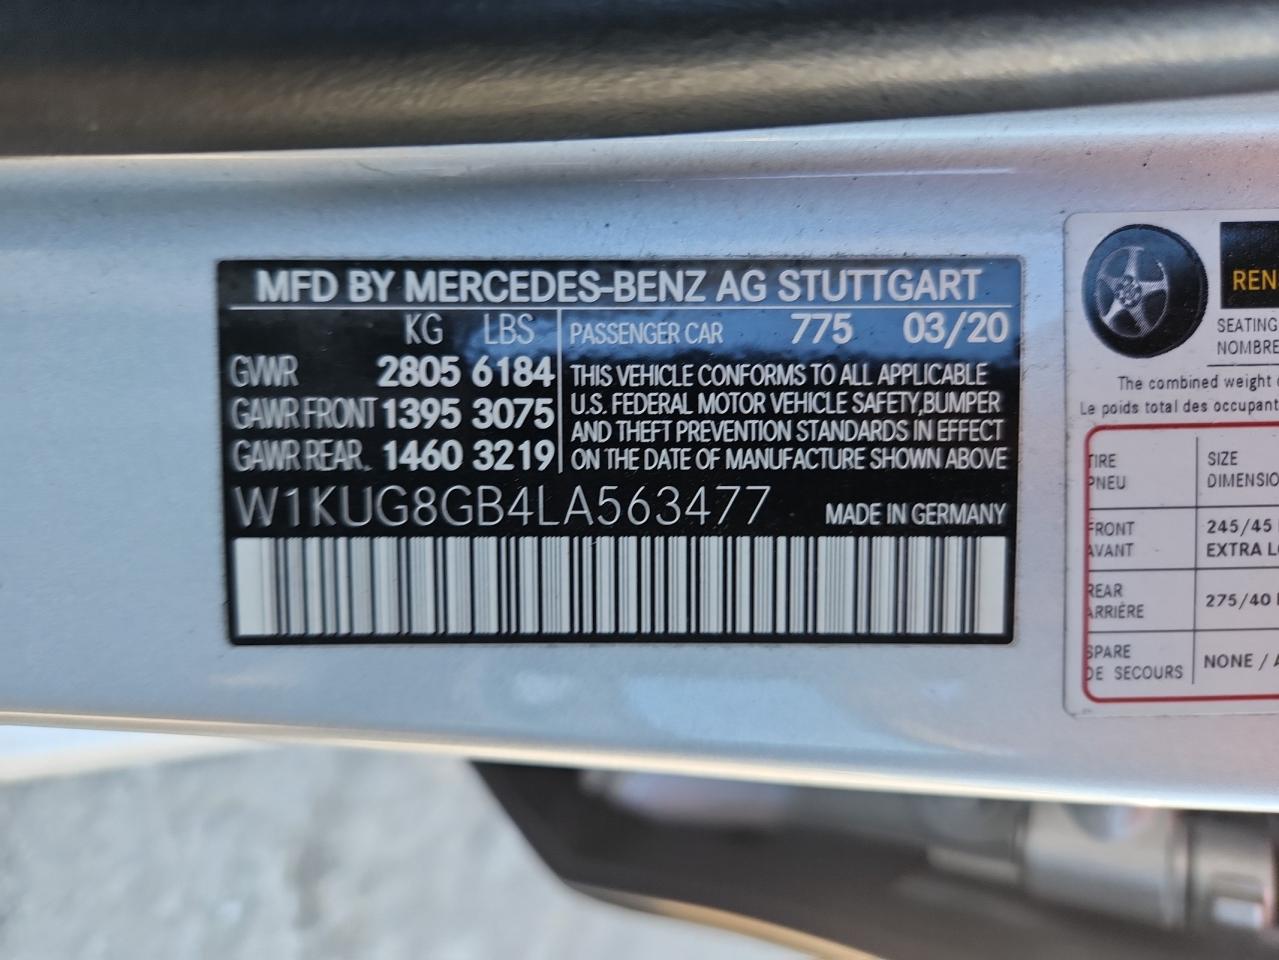 MFD BY MERCEDES-BENZ AG STUTTGART
KG LBS
GVWR 2805 6184
GAWR FRONT 1395 3075
GAWR REAR 1460 3219
PASSENGER CAR 775 03/20
THIS VEHICLE CONFORMS TO ALL APPLICABLE
U.S. FEDERAL MOTOR VEHICLE SAFETY, BUMPER
AND THEFT PREVENTION STANDARDS IN EFFECT
ON THE DATE OF MANUFACTURE SHOWN ABOVE
W1KUG8GB4LA563477
MADE IN GERMANY
SEATING
NOMBRE
The combined weight
Le poids total des occupant
TIRE
PNEU
SIZE
DIMENSIO
FRONT
AVANT
245/45
EXTRA
REAR
ARRIÈRE
275/40
SPARE
DE SECOURS
NONE /